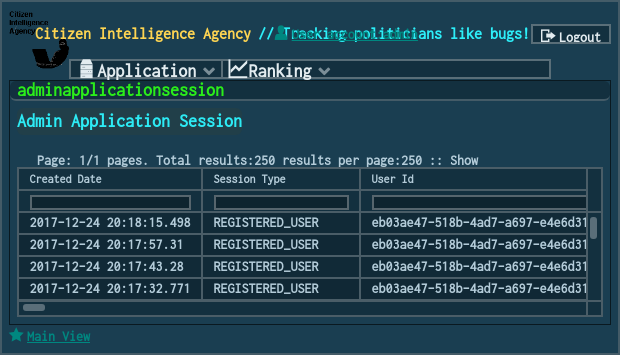 Citizen
Intelligence
Agency
Citizen Intelligence Agency // Tracking politicians like bugs!
Logout
Application
Ranking
adminapplicationsession
Admin Application Session
Page: 1/1 pages. Total results:250 results per page:250 :: Show
Created Date Session Type User Id
2017-12-24 20:18:15.498 REGISTERED_USER eb03ae47-518b-4ad7-a697-e4e6d31
2017-12-24 20:17:57.31 REGISTERED_USER eb03ae47-518b-4ad7-a697-e4e6d31
2017-12-24 20:17:43.28 REGISTERED_USER eb03ae47-518b-4ad7-a697-e4e6d31
2017-12-24 20:17:32.771 REGISTERED_USER eb03ae47-518b-4ad7-a697-e4e6d31
Main View